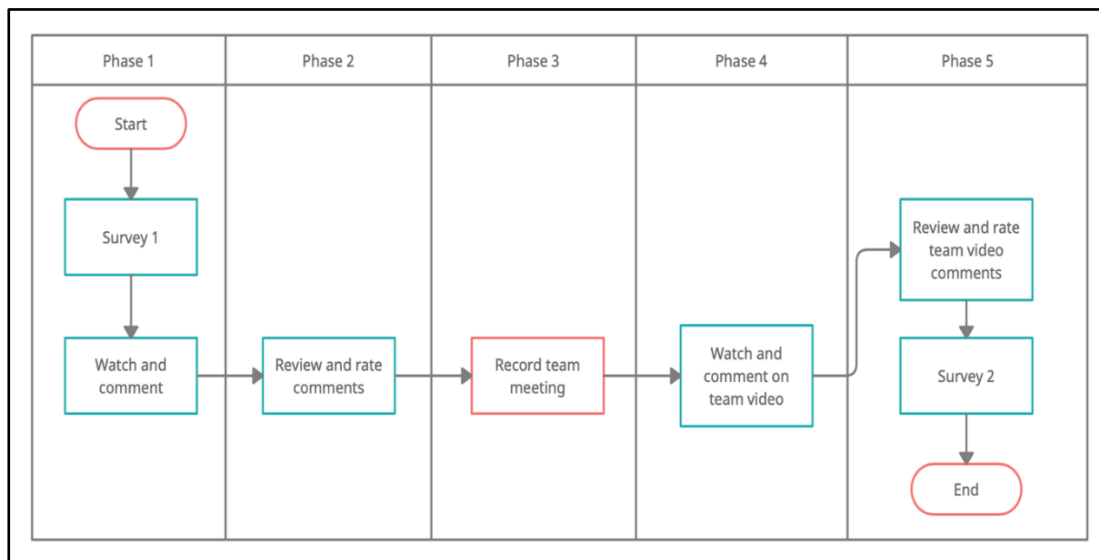 Phase 1
Phase 2
Phase 3
Phase 4
Phase 5
Start
Survey 1
Watch and
comment
Review and rate
comments
Record team
meeting
Watch and
comment on
team video
Review and rate
team video
comments
Survey 2
End